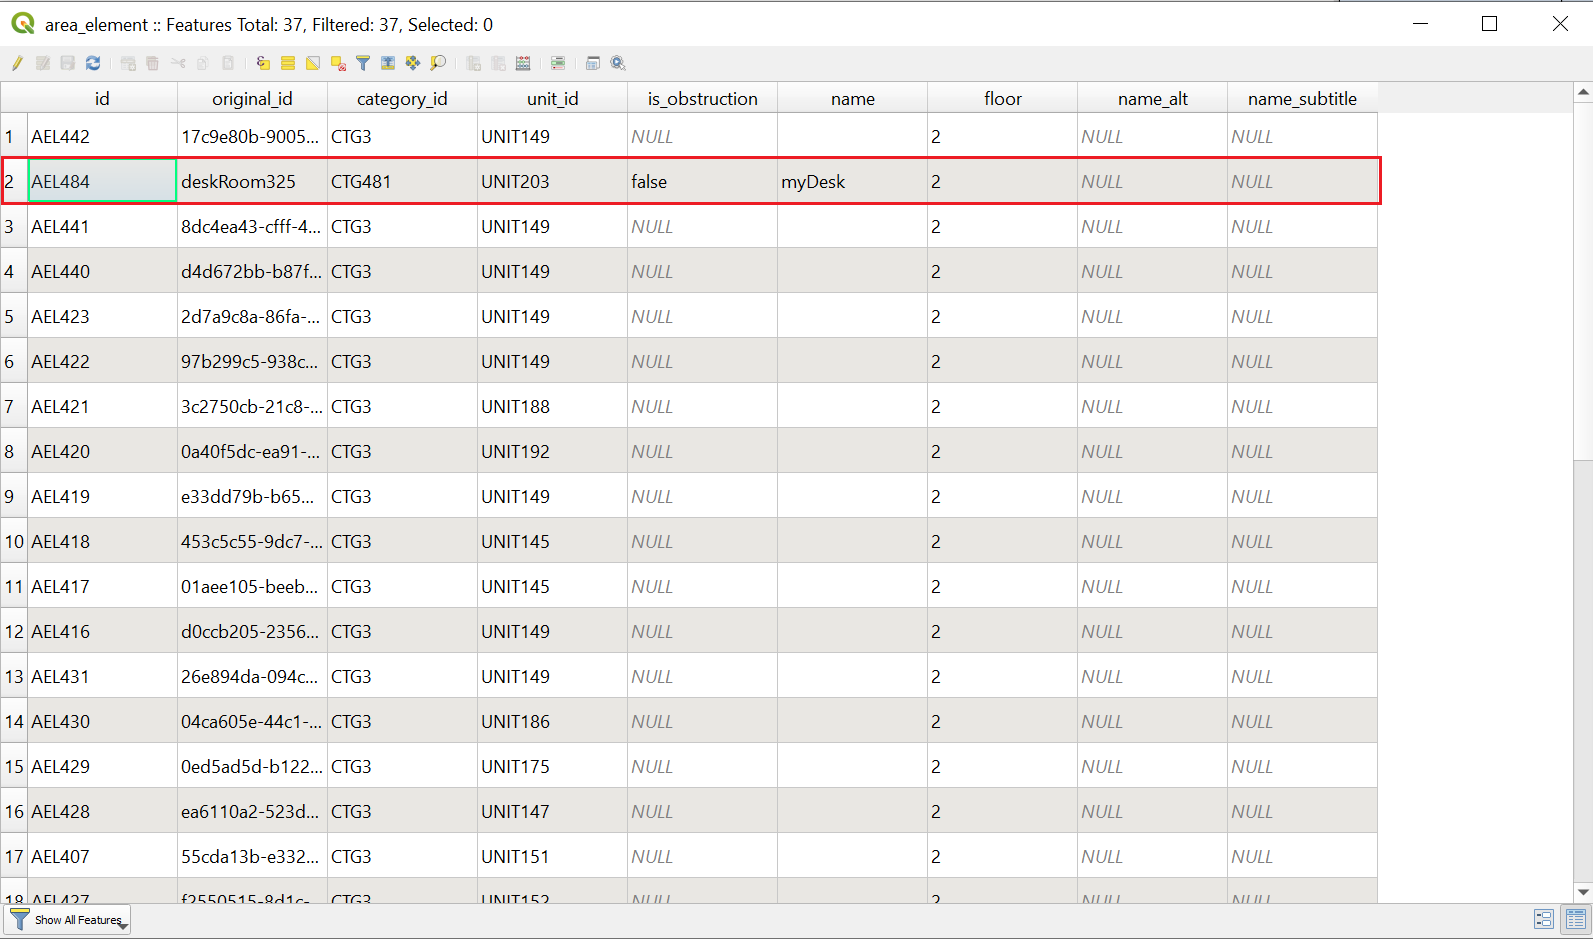 area_element :: Features Total: 37, Filtered: 37, Selected: 0
id original_id category_id unit_id is_obstruction name floor name_alt name_subtitle
1 AEL442 17c9e80b-9005... CTG3 UNIT149 NULL 2 NULL NULL
2 AEL484 deskRoom325 CTG481 UNIT203 false myDesk 2 NULL NULL
3 AEL441 8dc4ea43-cfff-4... CTG3 UNIT149 NULL 2 NULL NULL
4 AEL440 d4d672bb-b87f... CTG3 UNIT149 NULL 2 NULL NULL
5 AEL423 2d7a9c8a-86fa-... CTG3 UNIT149 NULL 2 NULL NULL
6 AEL422 97b299c5-938c... CTG3 UNIT149 NULL 2 NULL NULL
7 AEL421 3c2750cb-21c8-... CTG3 UNIT188 NULL 2 NULL NULL
8 AEL420 0a40f5dc-ea91-... CTG3 UNIT192 NULL 2 NULL NULL
9 AEL419 e33dd79b-b65... CTG3 UNIT149 NULL 2 NULL NULL
10 AEL418 453c5c55-9dc7-... CTG3 UNIT145 NULL 2 NULL NULL
11 AEL417 01aee105-beeb... CTG3 UNIT145 NULL 2 NULL NULL
12 AEL416 d0ccb205-2356... CTG3 UNIT149 NULL 2 NULL NULL
13 AEL431 26e894da-094c... CTG3 UNIT149 NULL 2 NULL NULL
14 AEL430 04ca605e-44c1-... CTG3 UNIT186 NULL 2 NULL NULL
15 AEL429 0ed5ad5d-b122... CTG3 UNIT175 NULL 2 NULL NULL
16 AEL428 ea6110a2-523d... CTG3 UNIT147 NULL 2 NULL NULL
17 AEL407 55cda13b-e332... CTG3 UNIT151 NULL 2 NULL NULL
18 AEL427 f2550515-8d1c-... CTG3 UNIT152 NULL 2 NULL NULL
Show All Features